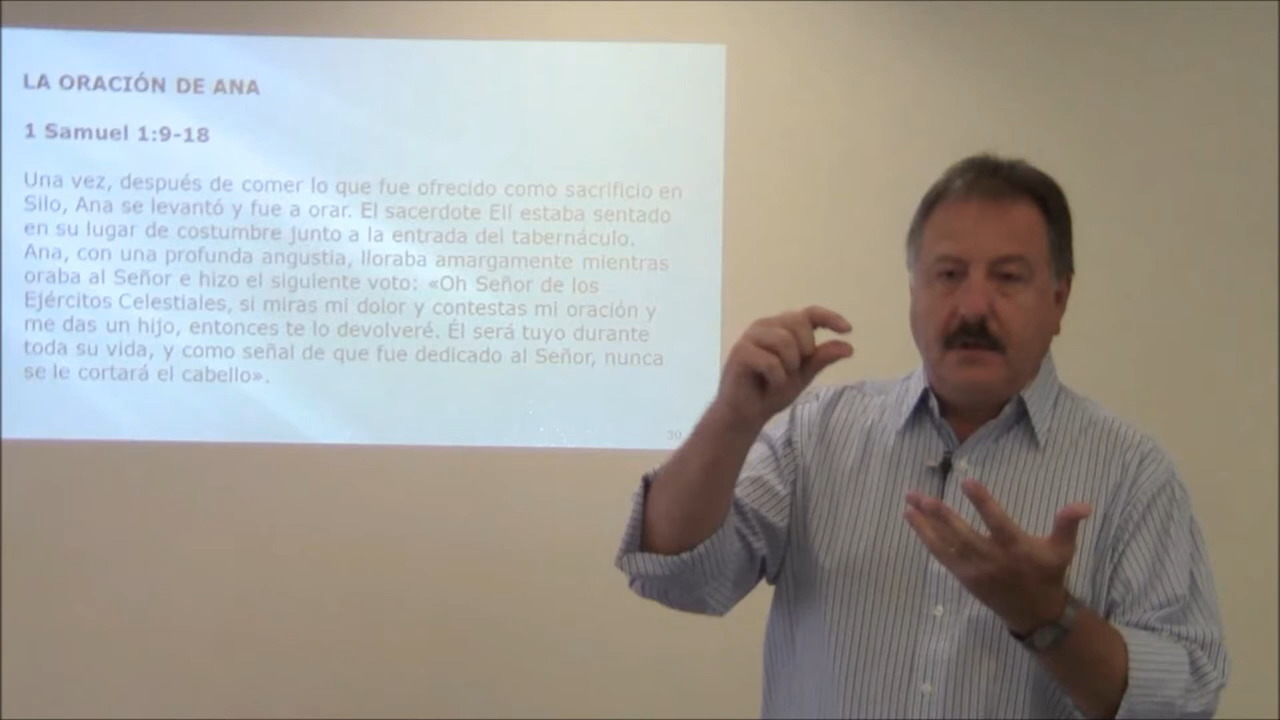 LA ORACIÓN DE ANA
1 Samuel 1:9-18
Una vez, después de comer lo que fue ofrecido como sacrificio en
Silo, Ana se levantó y fue a orar. El sacerdote Elí estaba sentado
en su lugar de costumbre junto a la entrada del tabernáculo.
Ana, con una profunda angustia, lloraba amargamente mientras
oraba al Señor e hizo el siguiente voto: «Oh Señor de los
Ejércitos Celestiales, si miras mi dolor y contestas mi oración y
me das un hijo, entonces te lo devolveré. Él será tuyo durante
toda su vida, y como señal de que fue dedicado al Señor, nunca
se le cortará el cabello».